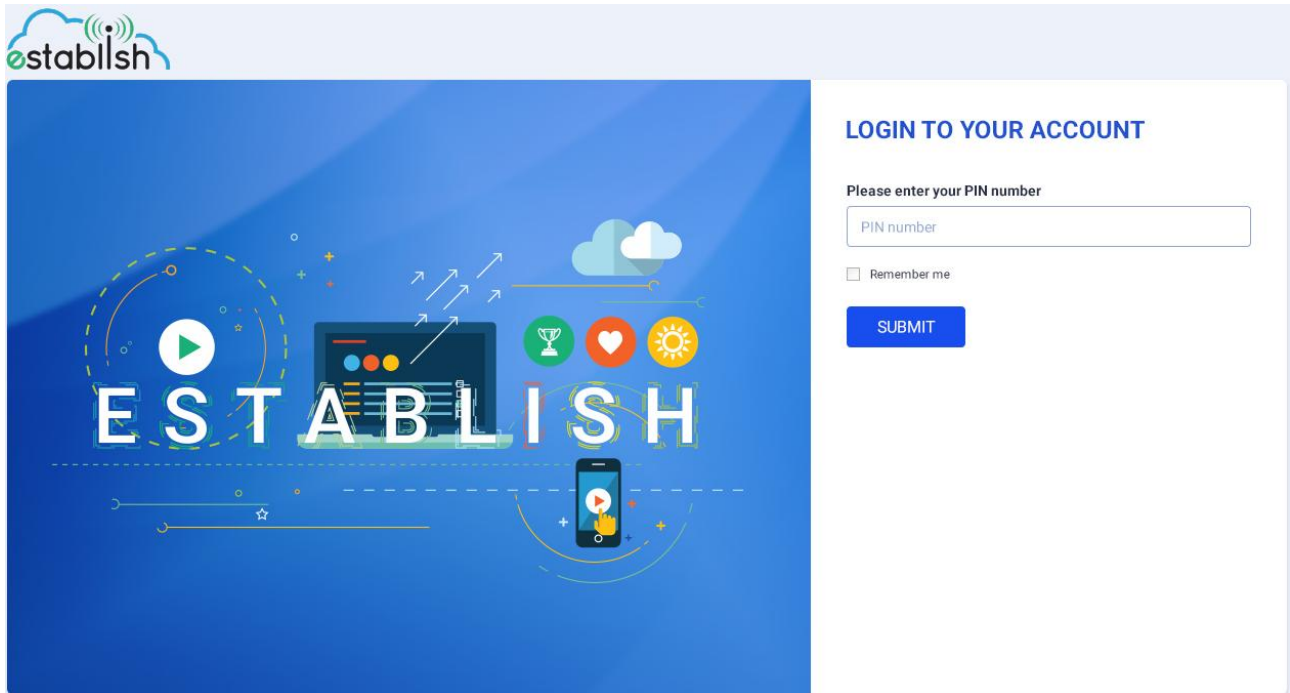 establish
LOGIN TO YOUR ACCOUNT
Please enter your PIN number
PIN number
Remember me
SUBMIT
ESTABLISH